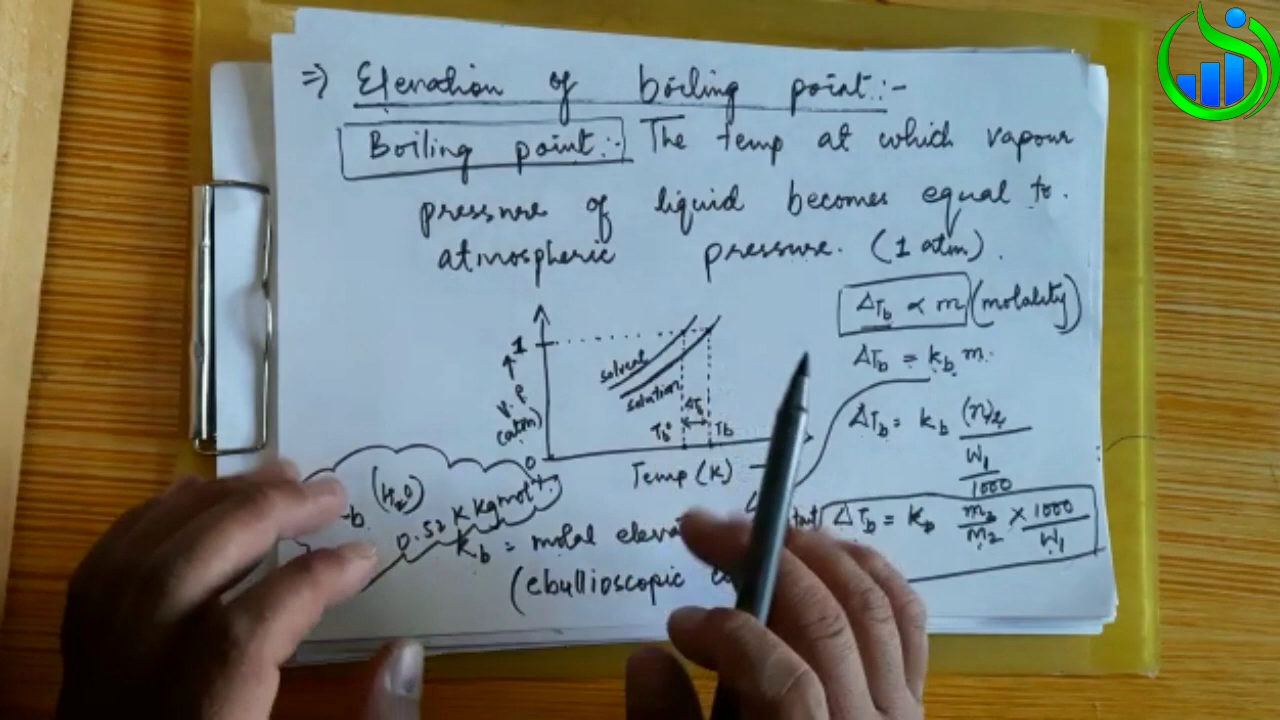 ⇒ Elevation of boiling point:-
Boiling point:- The temp at which vapour
pressure of liquid becomes equal to
atmospheric pressure. (1 atm).
ΔTb ∝ m (molality)
ΔTb = kb m.
ΔTb = kb (n)2 / W1 / 1000
ΔTb = Kb m2/M2 × 1000/W1
1
V.P
(atm)
solvent
solution
ΔTb
Tb° Tb
0
Temp (K) →
b (H2O)
0.52 K kg mol⁻¹
Kb = molal
(ebullioscopic